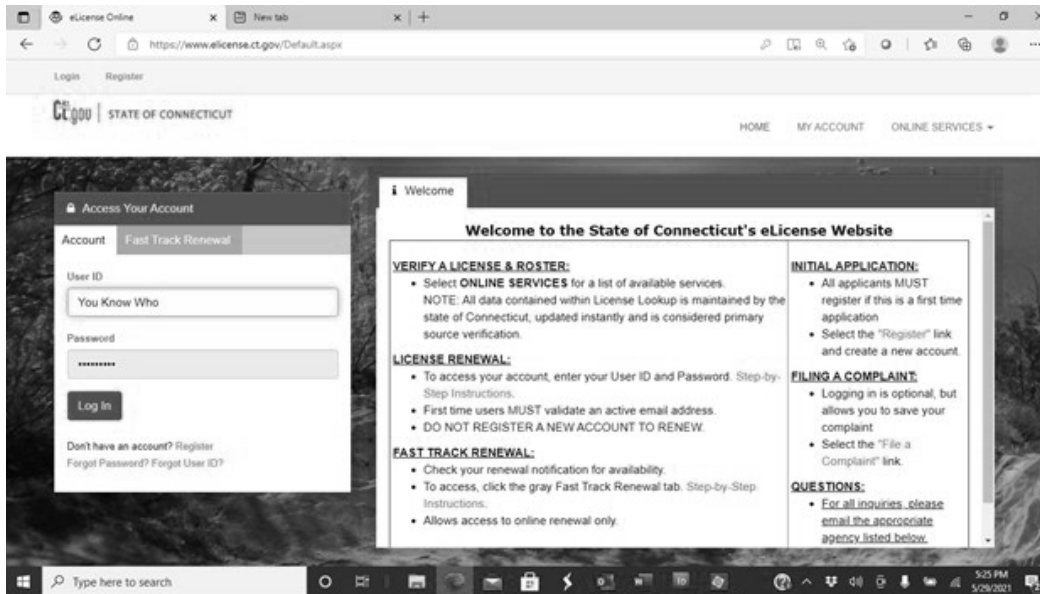 eLicense Online
New tab
https://www.elicense.ct.gov/Default.aspx
Login Register
Ct.gov STATE OF CONNECTICUT
HOME MY ACCOUNT ONLINE SERVICES
Access Your Account
Account Fast Track Renewal
User ID
You Know Who
Password
Log In
Don't have an account? Register
Forgot Password? Forgot User ID?
Welcome
Welcome to the State of Connecticut's eLicense Website
VERIFY A LICENSE & ROSTER:
• Select ONLINE SERVICES for a list of available services.
NOTE: All data contained within License Lookup is maintained by the
state of Connecticut, updated instantly and is considered primary
source verification.
LICENSE RENEWAL:
• To access your account, enter your User ID and Password. Step-by-
Step Instructions.
• First time users MUST validate an active email address.
• DO NOT REGISTER A NEW ACCOUNT TO RENEW.
FAST TRACK RENEWAL:
• Check your renewal notification for availability.
• To access, click the gray Fast Track Renewal tab. Step-by-Step
Instructions.
• Allows access to online renewal only.
INITIAL APPLICATION:
• All applicants MUST
register if this is a first time
application
• Select the "Register" link
and create a new account.
FILING A COMPLAINT:
• Logging in is optional, but
allows you to save your
complaint
• Select the "File a
Complaint" link.
QUESTIONS:
• For all inquiries, please
email the appropriate
agency listed below.
Type here to search
5:25 PM
5/29/2021